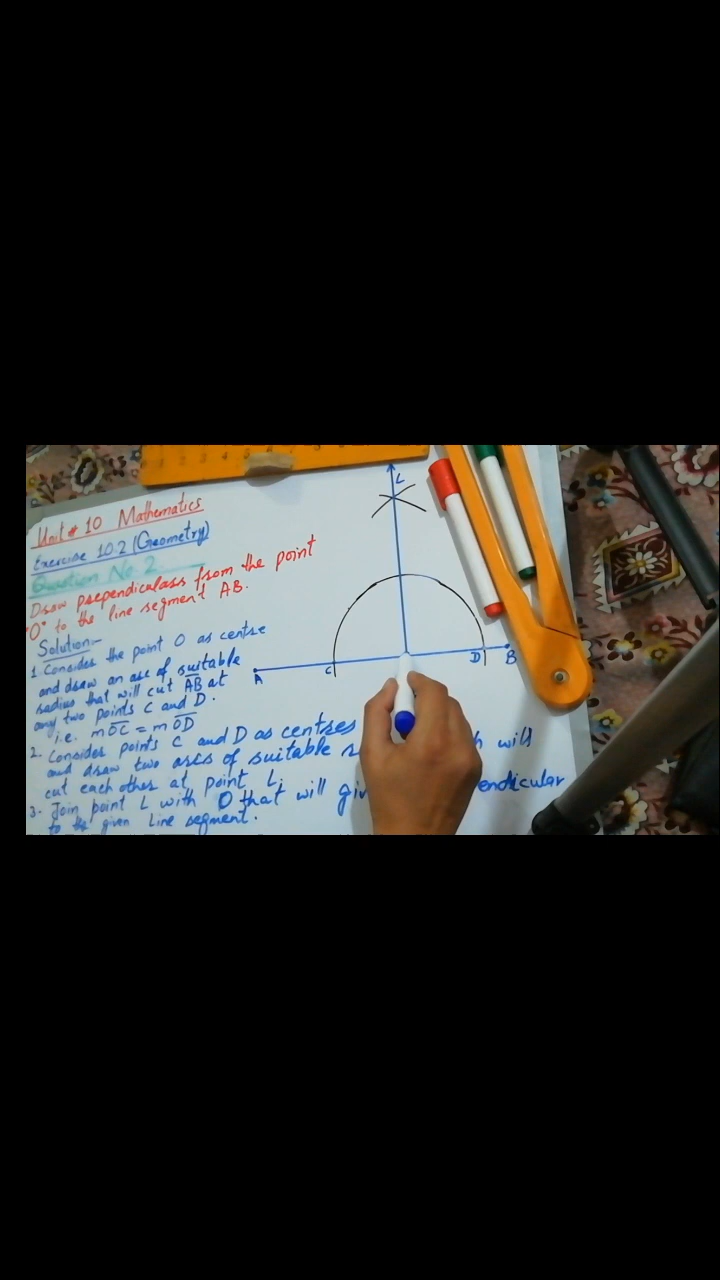 Unit # 10 Mathematics
Exercise 10.2 (Geometry)
Question No 2.
Draw perpendiculars from the point
"O" to the line segment AB.
Solution:-
1. Consider the point O as centre
and draw an arc of suitable
radius that will cut AB at
any two points C and D.
i.e. mOC = mOD
2. Consider points C and D as centres
and draw two arcs of suitable will
cut each other at point L.
3. Join point L with O that will endicular
to the given Line segment.
L
A
C
D
B